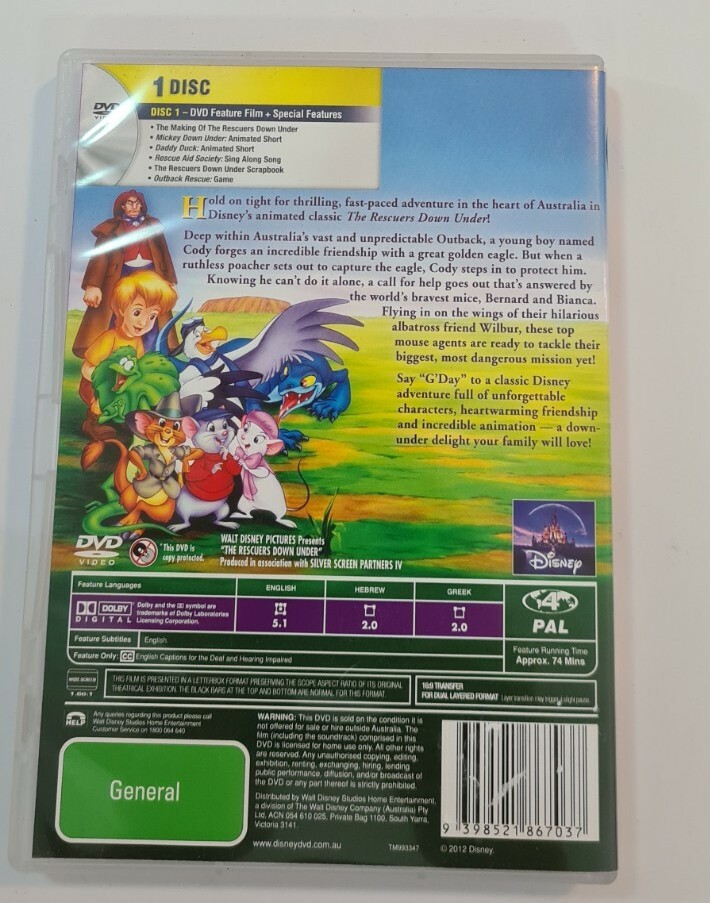 1 DISC
DVD
VIDEO
DISC 1 – DVD Feature Film + Special Features
• The Making Of The Rescuers Down Under
• Mickey Down Under: Animated Short
• Daddy Duck: Animated Short
• Rescue Aid Society: Sing Along Song
• The Rescuers Down Under Scrapbook
• Outback Rescue: Game
Hold on tight for thrilling, fast-paced adventure in the heart of Australia in
Disney's animated classic The Rescuers Down Under!
Deep within Australia's vast and unpredictable Outback, a young boy named
Cody forges an incredible friendship with a great golden eagle. But when a
ruthless poacher sets out to capture the eagle, Cody steps in to protect him.
Knowing he can't do it alone, a call for help goes out that's answered by
the world's bravest mice, Bernard and Bianca.
Flying in on the wings of their hilarious
albatross friend Wilbur, these top
mouse agents are ready to tackle their
biggest, most dangerous mission yet!
Say "G'Day" to a classic Disney
adventure full of unforgettable
characters, heartwarming friendship
and incredible animation — a down-
under delight your family will love!
DVD
VIDEO
"This DVD is
copy protected.
WALT DISNEY PICTURES Presents
"THE RESCUERS DOWN UNDER"
Produced in association with SILVER SCREEN PARTNERS IV
Disney
Feature Languages
ENGLISH
HEBREW
GREEK
DOLBY
DIGITAL
Dolby and the DD symbol are
trademarks of Dolby Laboratories
Licensing Corporation.
5.1
2.0
2.0
4
PAL
Feature Subtitles
English
Feature Only: CC English Captions for the Deaf and Hearing Impaired
Feature Running Time
Approx. 74 Mins
WIDE SCREEN
1.66:1
THIS FILM IS PRESENTED IN A LETTERBOX FORMAT PRESERVING THE SCOPE ASPECT RATIO OF ITS ORIGINAL
THEATRICAL EXHIBITION. THE BLACK BARS AT THE TOP AND BOTTOM ARE NORMAL FOR THIS FORMAT
16:9 TRANSFER
FOR DUAL LAYERED FORMAT Layer transition may trigger a slight pause
HELP
Any queries regarding this product please call
Walt Disney Studios Home Entertainment
Customer Service on 1800 064 640
General
WARNING: This DVD is sold on the condition it is
not offered for sale or hire outside Australia. The
film (including the soundtrack) comprised in this
DVD is licensed for home use only. All other rights
are reserved. Any unauthorised copying, editing,
exhibition, renting, exchanging, hiring, lending
public performance, diffusion, and/or broadcast of
the DVD or any part thereof is strictly prohibited.
Distributed by Walt Disney Studios Home Entertainment,
a division of The Walt Disney Company (Australia) Pty
Ltd, ACN 054 610 025, Private Bag 1100, South Yarra,
Victoria 3141.
www.disneydvd.com.au
TM993347
© 2012 Disney.
9 398521 867037